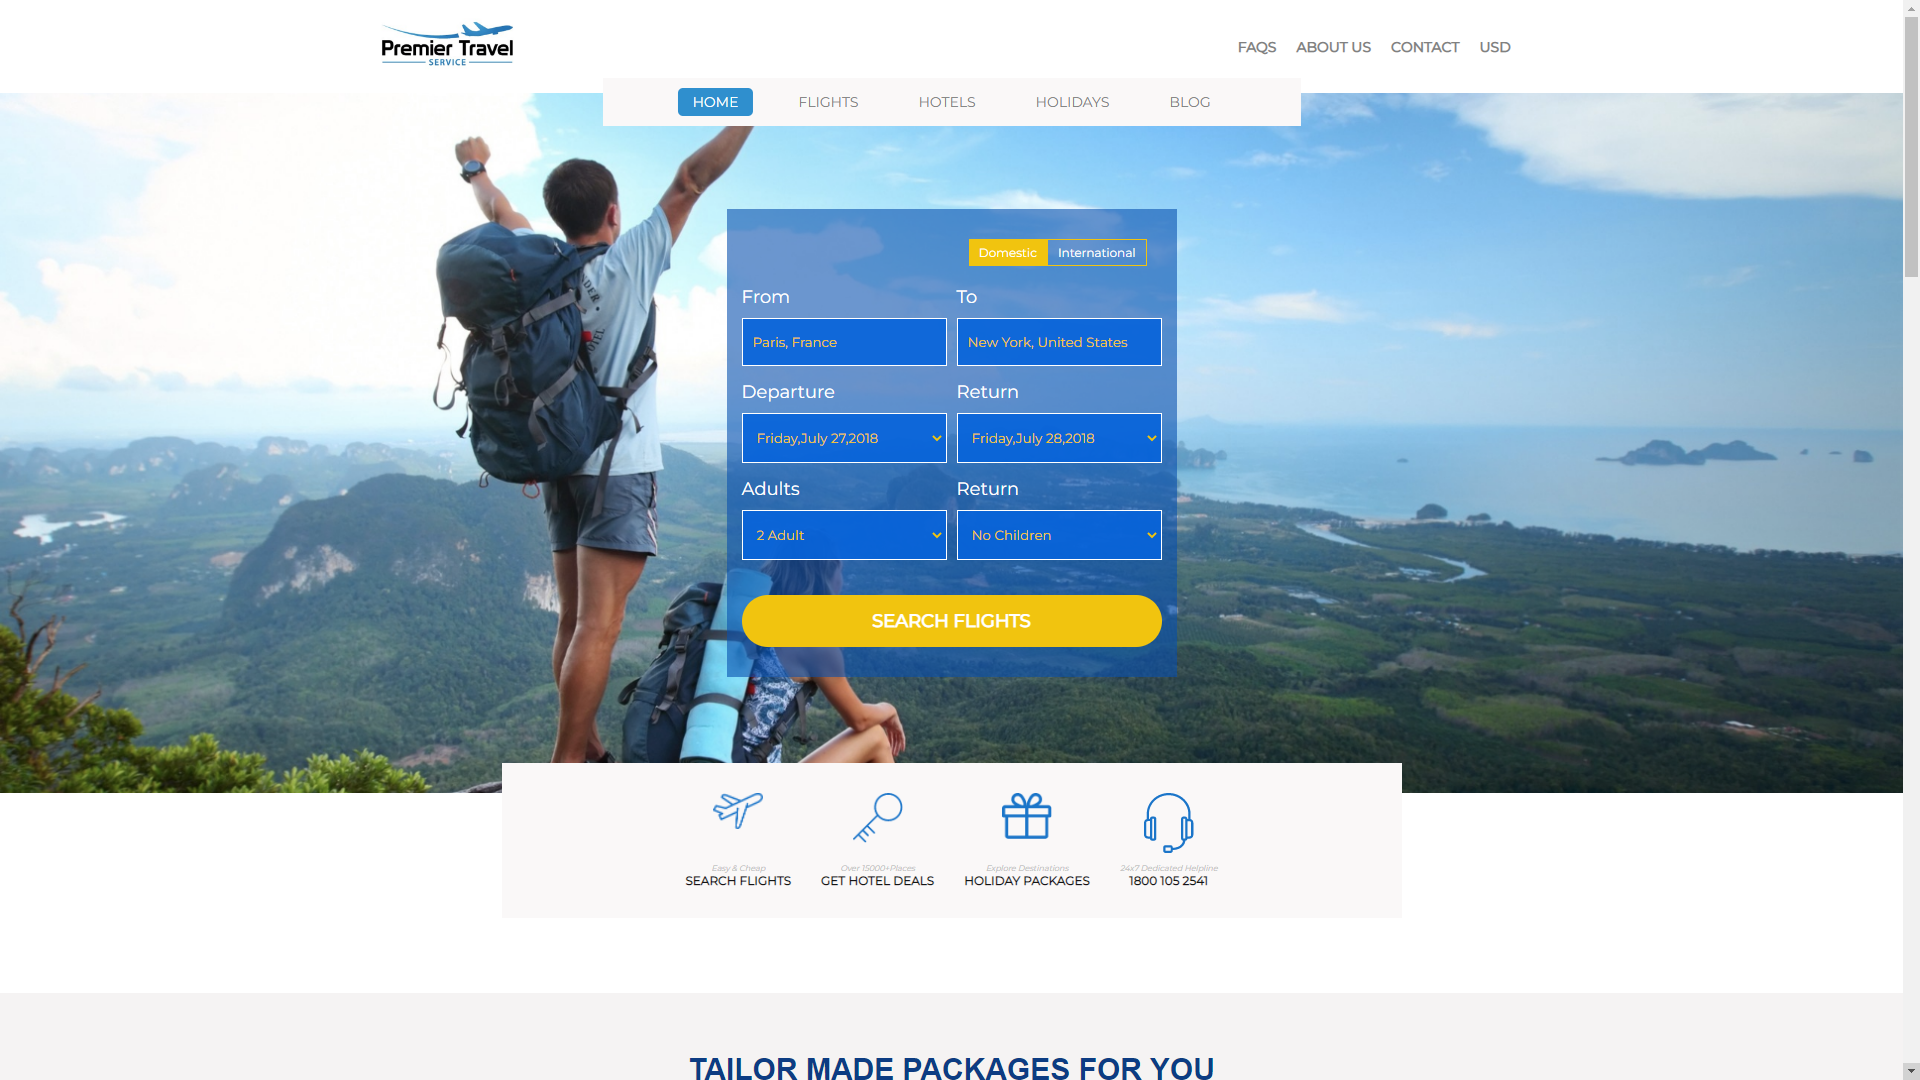 Premier Travel
SERVICE
FAQS ABOUT US CONTACT USD
HOME FLIGHTS HOTELS HOLIDAYS BLOG
Domestic International
From To
Paris, France New York, United States
Departure Return
Friday,July 27,2018 Friday,July 28,2018
Adults Return
2 Adult No Children
SEARCH FLIGHTS
Easy & Cheap Over 15000+Places Explore Destinations 24x7 Dedicated Helpline
SEARCH FLIGHTS GET HOTEL DEALS HOLIDAY PACKAGES 1800 105 2541
TAILOR MADE PACKAGES FOR YOU